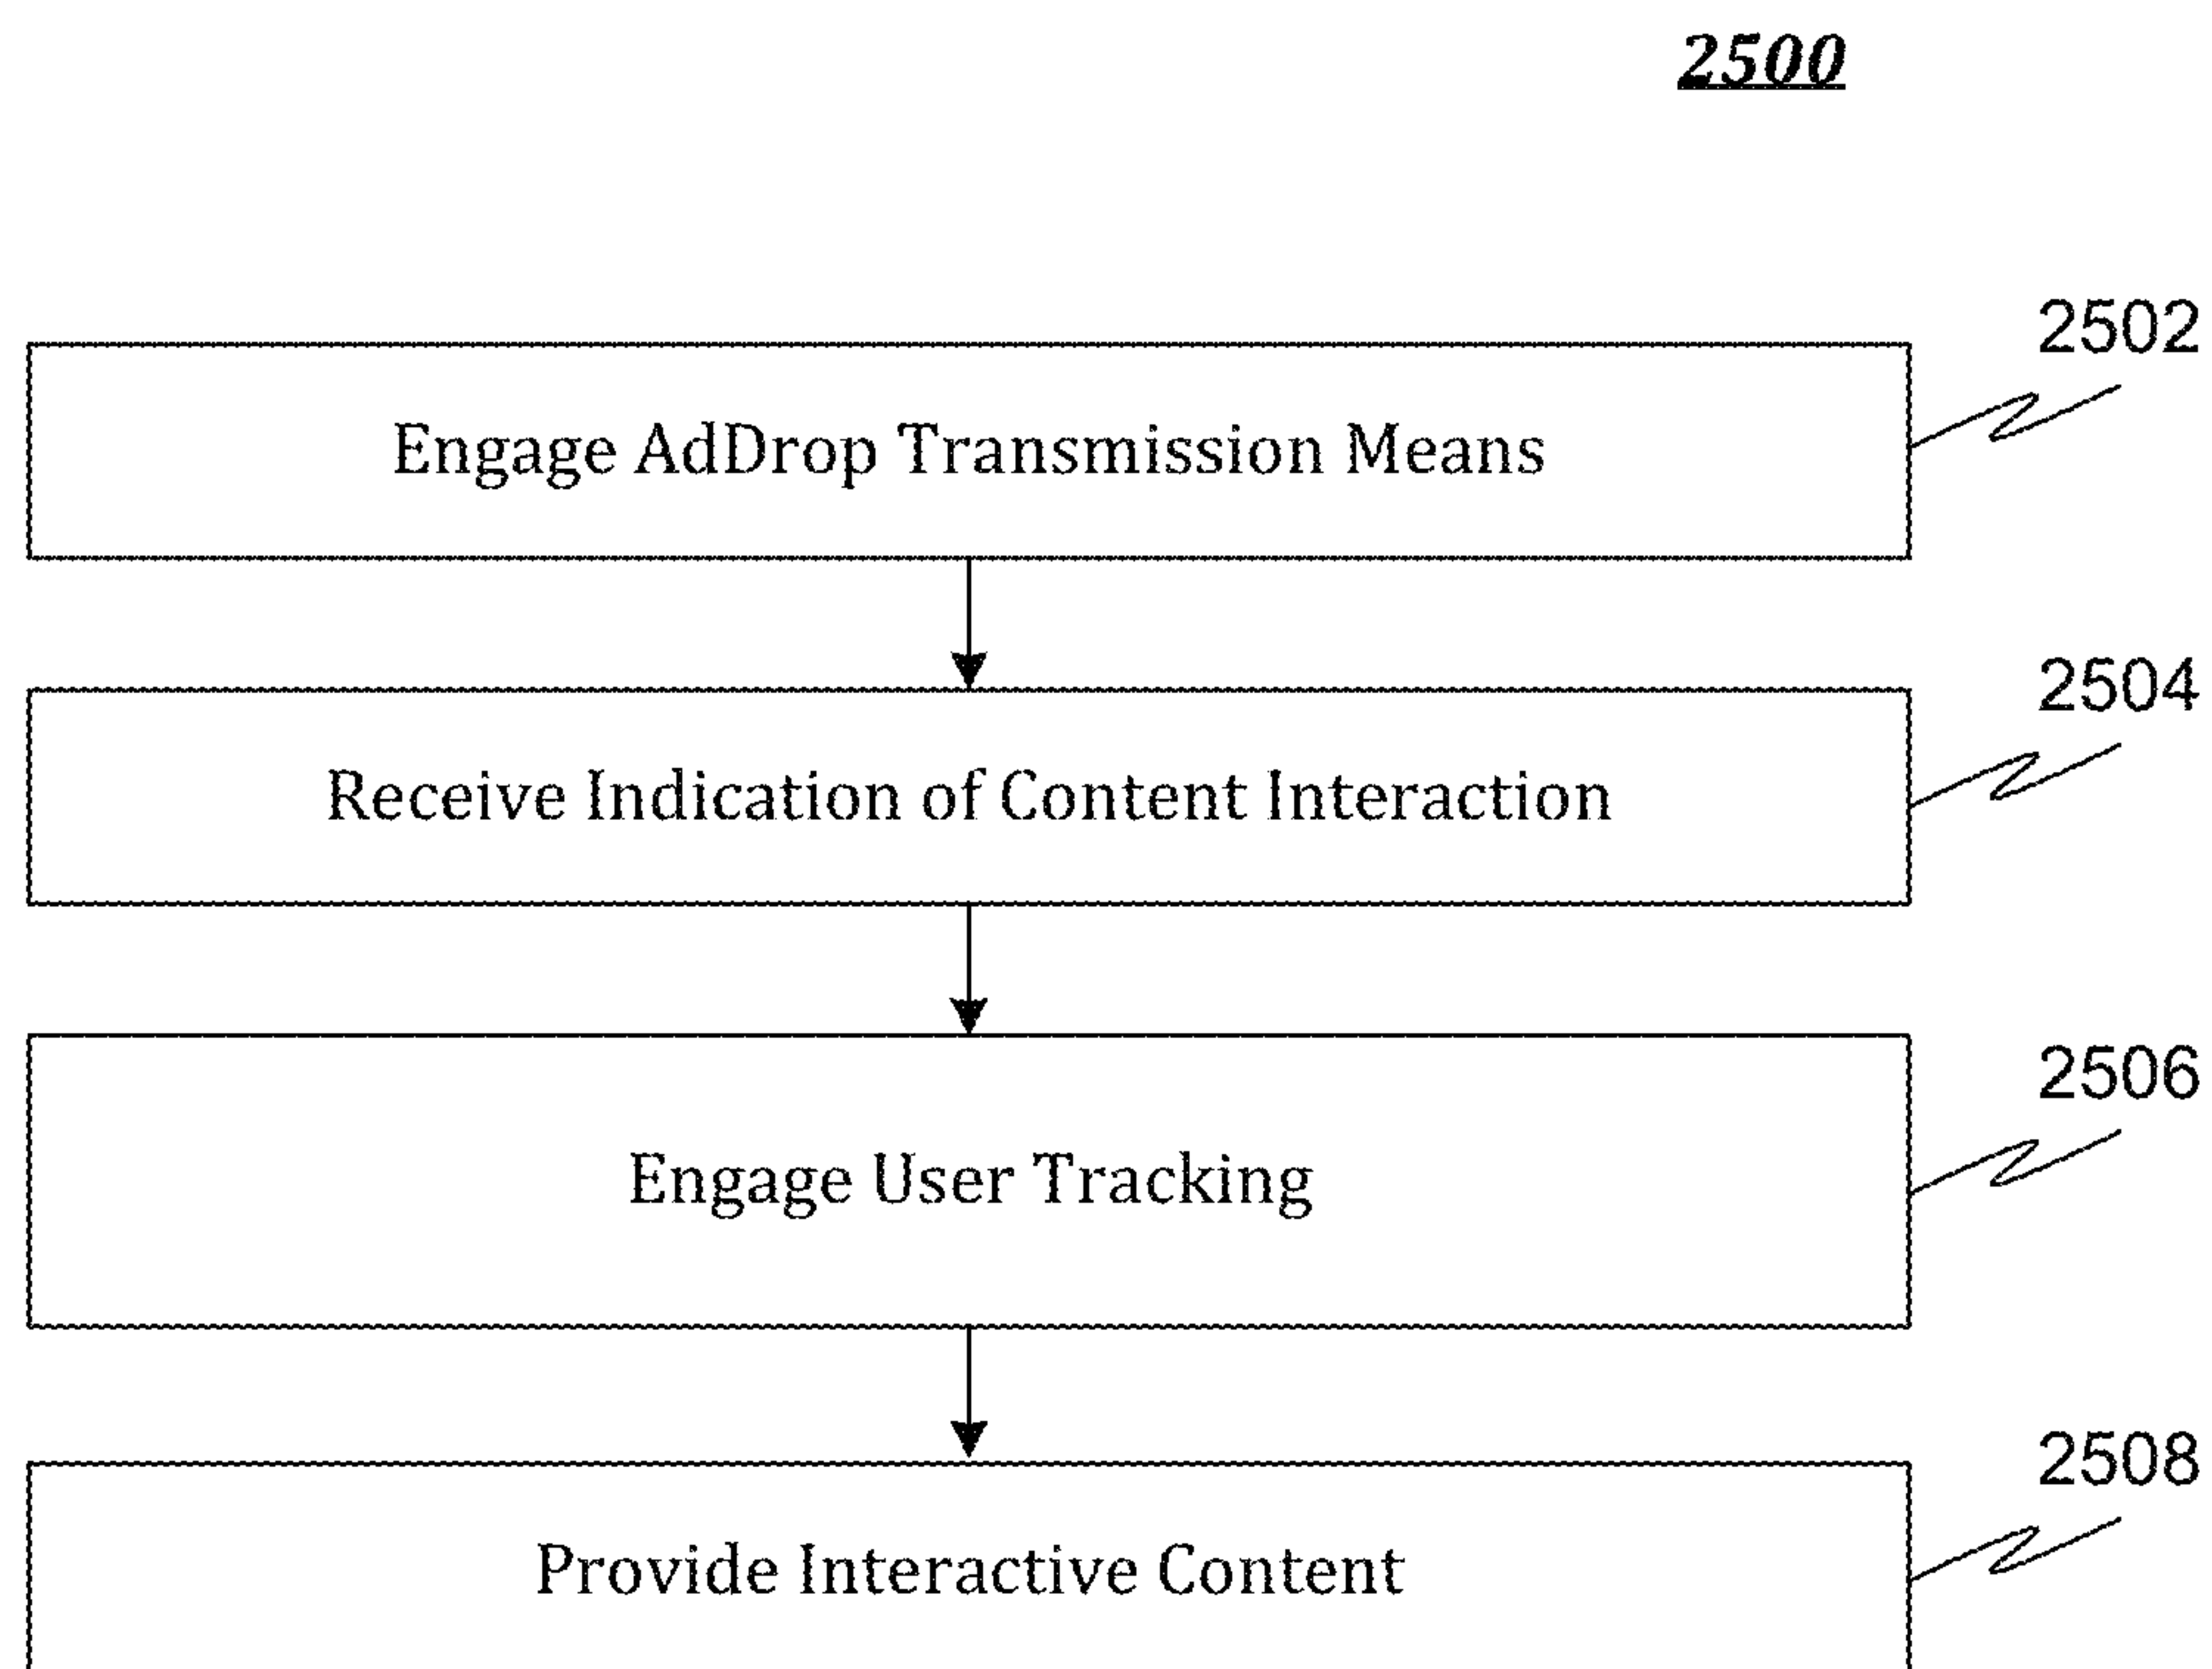 2500
2502
Engage AdDrop Transmission Means
2504
Receive Indication of Content Interaction
2506
Engage User Tracking
2508
Provide Interactive Content